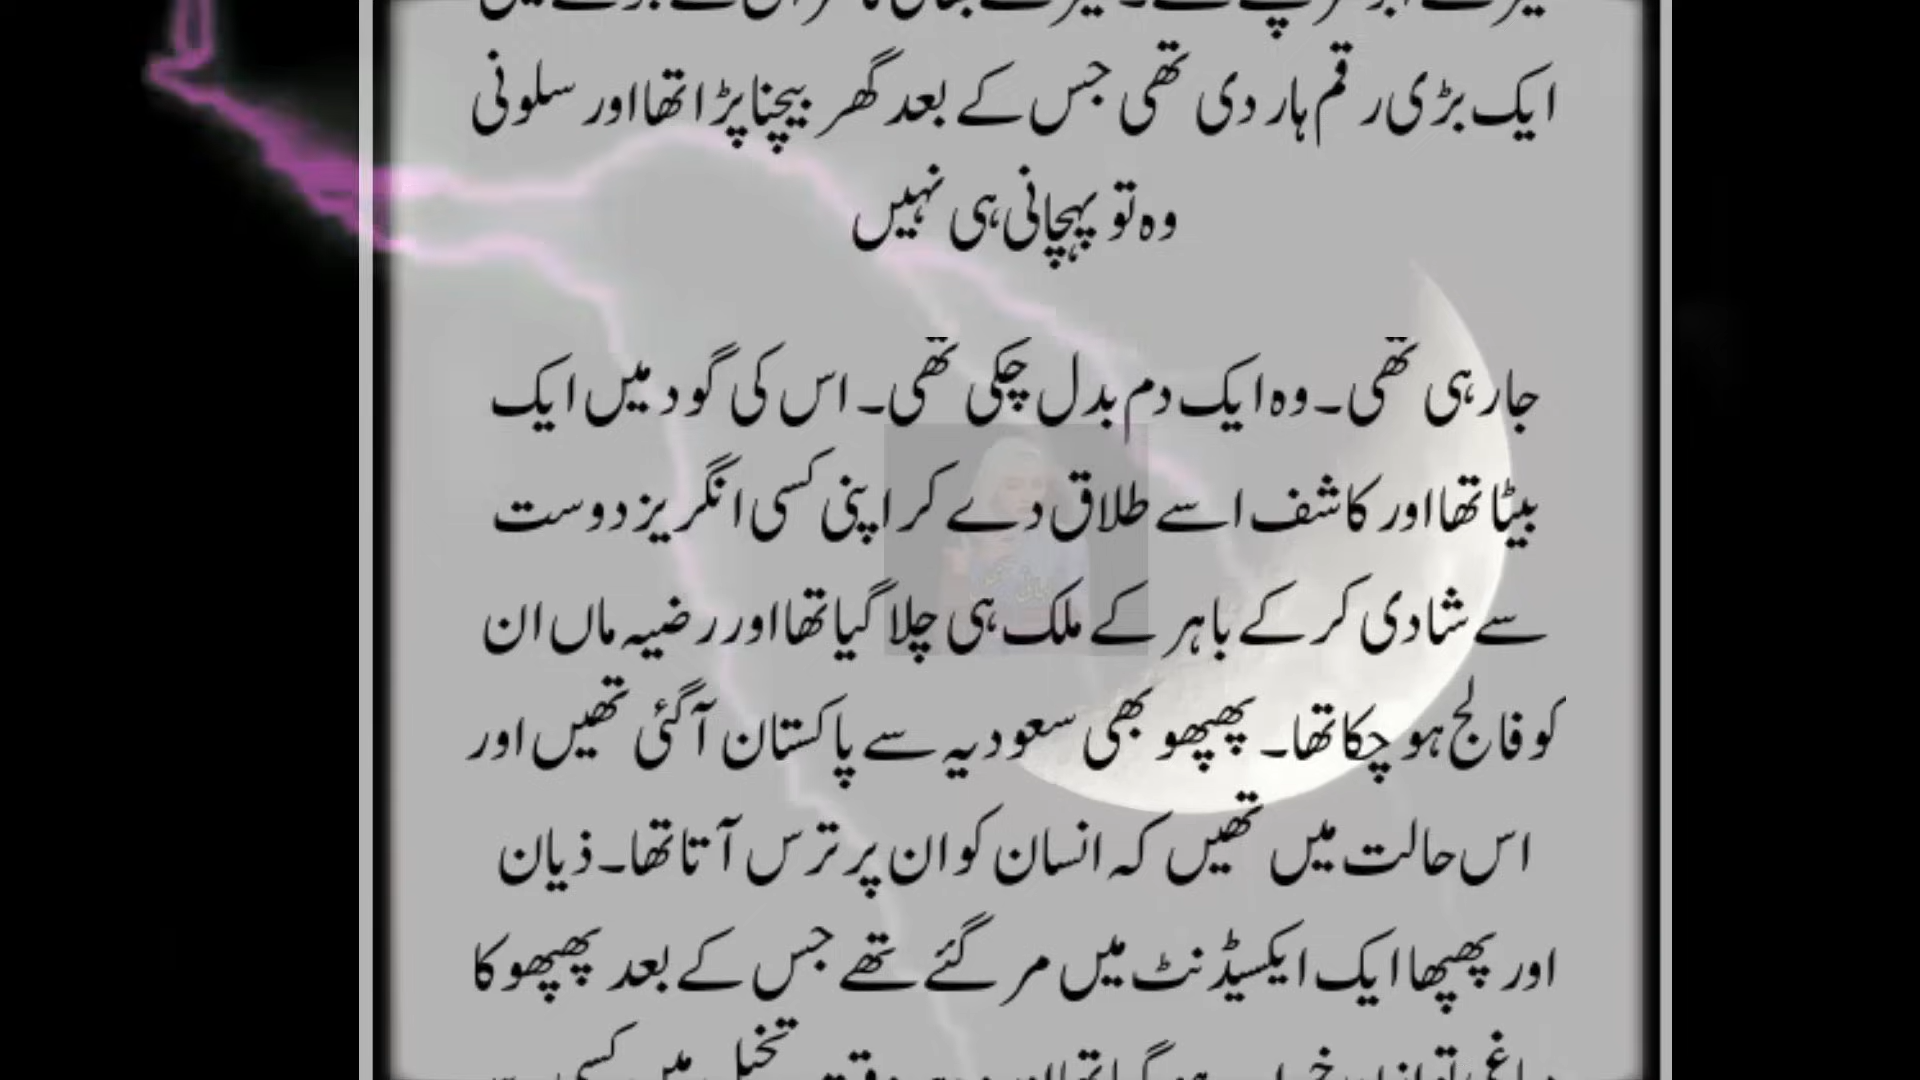 ایک بڑی رقم ہار دی تھی جس کے بعد گھر بیچنا پڑا تھا اور سلونی
وہ تو پہچانی ہی نہیں
جا رہی تھی۔ وہ ایک دم بدل چکی تھی۔ اس کی گود میں ایک
بیٹا تھا اور کاشف اسے طلاق دے کر اپنی کسی انگریز دوست
سے شادی کر کے باہر کے ملک ہی چلا گیا تھا اور رضیہ ماں ان
کو فالج ہو چکا تھا۔ پھپھو بھی سعودیہ سے پاکستان آ گئی تھیں اور
اس حالت میں تھیں کہ انسان کو ان پر ترس آتا تھا۔ ذیان
اور پھپھا ایک ایکسیڈنٹ میں مر گئے تھے جس کے بعد پھپھو کا